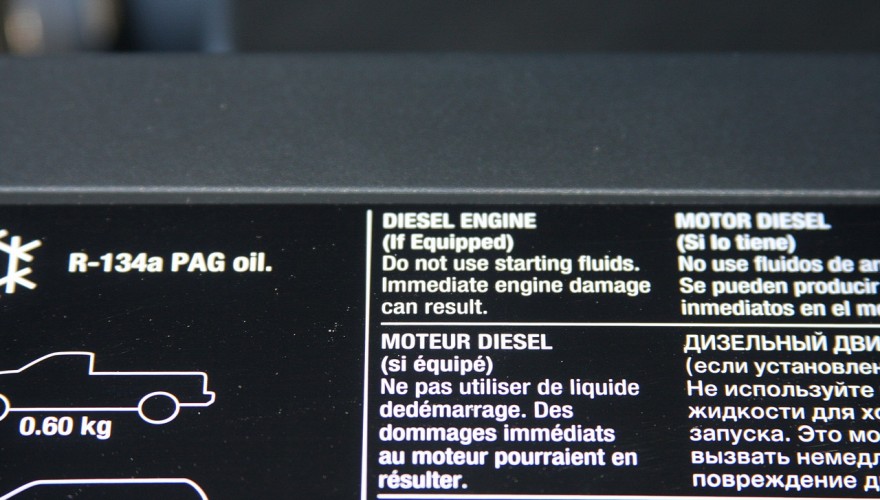 R-134a PAG oil.
0.60 kg
DIESEL ENGINE
(If Equipped)
Do not use starting fluids.
Immediate engine damage
can result.
MOTOR DIESEL
(Si lo tiene)
No use fluidos de
Se pueden producir
inmediatos en el
MOTEUR DIESEL
(si équipé)
Ne pas utiliser de liquide
dedémarrage. Des
dommages immédiats
au moteur pourraient en
résulter.
ДИЗЕЛЬНЫЙ
(если
Не используйте
жидкости для
запуска. Это
вызвать
повреждение